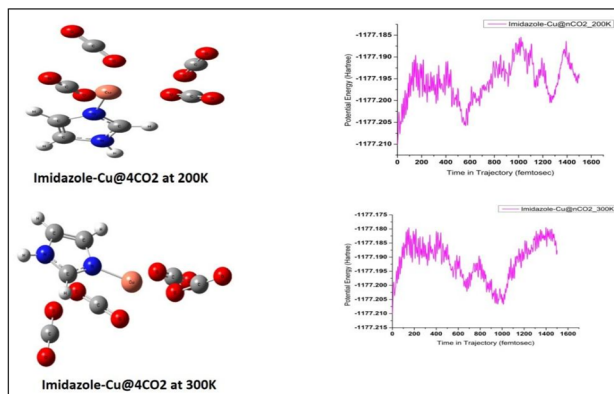 Imidazole-Cu@4CO2 at 200K
Imidazole-Cu@nCO2_200K
Potential Energy (Hartree)
-1177.185
-1177.190
-1177.195
-1177.200
-1177.205
-1177.210
0 200 400 600 800 1000 1200 1400 1600
Time in Trajectory (femtosec)
Imidazole-Cu@4CO2 at 300K
Imidazole-Cu@nCO2_300K
Potential Energy (Hartree)
-1177.175
-1177.180
-1177.185
-1177.190
-1177.195
-1177.200
-1177.205
-1177.210
-1177.215
0 200 400 600 800 1000 1200 1400 1600
Time in Trajectory (femtosec)